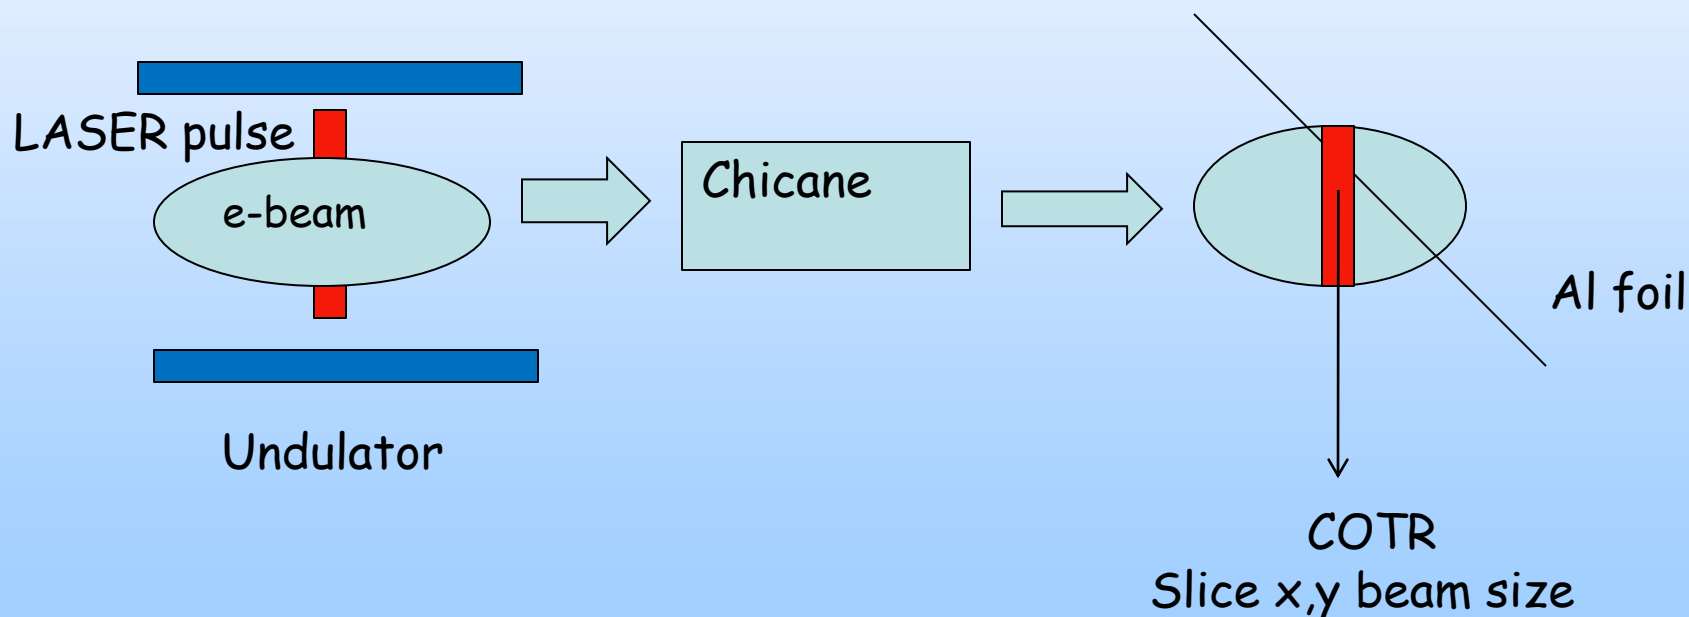 LASER pulse
e-beam
Undulator
Chicane
Al foil
COTR
Slice x,y beam size